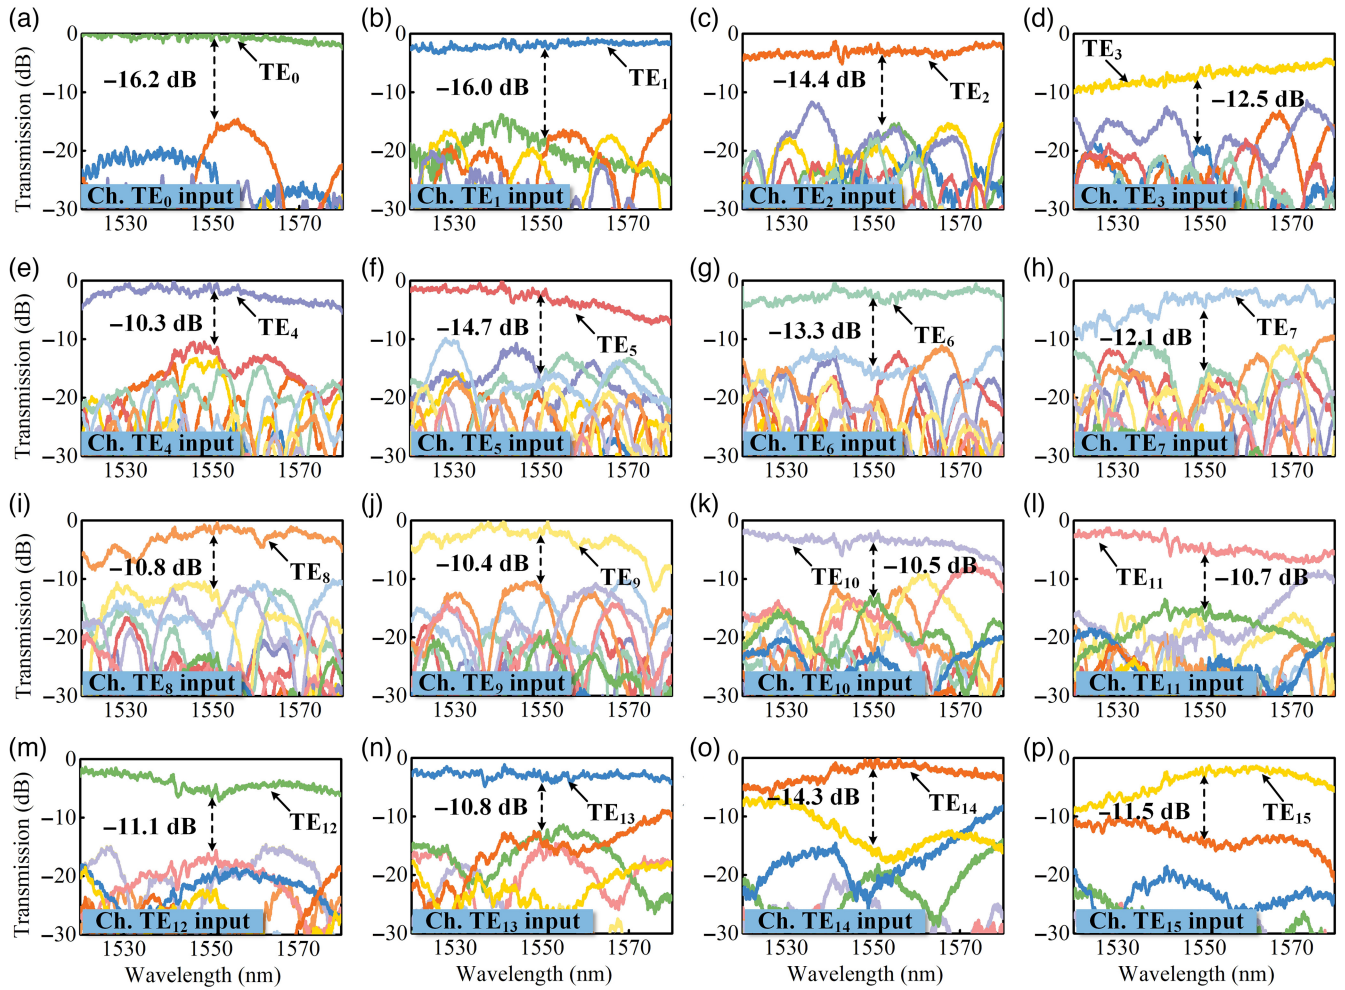 (a) (b) (c) (d)
Transmission (dB)
0 −10 −20 −30
−16.2 dB
TE0
Ch. TE0 input
1530 1550 1570
0 −10 −20 −30
−16.0 dB
TE1
Ch. TE1 input
1530 1550 1570
0 −10 −20 −30
−14.4 dB
TE2
Ch. TE2 input
1530 1550 1570
0 −10 −20 −30
TE3
−12.5 dB
Ch. TE3 input
1530 1550 1570
(e) (f) (g) (h)
Transmission (dB)
0 −10 −20 −30
−10.3 dB
TE4
Ch. TE4 input
1530 1550 1570
0 −10 −20 −30
−14.7 dB
TE5
Ch. TE5 input
1530 1550 1570
0 −10 −20 −30
−13.3 dB
TE6
Ch. TE6 input
1530 1550 1570
0 −10 −20 −30
−12.1 dB
TE7
Ch. TE7 input
1530 1550 1570
(i) (j) (k) (l)
Transmission (dB)
0 −10 −20 −30
−10.8 dB
TE8
Ch. TE8 input
1530 1550 1570
0 −10 −20 −30
−10.4 dB
TE9
Ch. TE9 input
1530 1550 1570
0 −10 −20 −30
TE10
−10.5 dB
Ch. TE10 input
1530 1550 1570
0 −10 −20 −30
TE11
−10.7 dB
Ch. TE11 input
1530 1550 1570
(m) (n) (o) (p)
Transmission (dB)
0 −10 −20 −30
−11.1 dB
TE12
Ch. TE12 input
1530 1550 1570
Wavelength (nm)
0 −10 −20 −30
−10.8 dB
TE13
Ch. TE13 input
1530 1550 1570
Wavelength (nm)
0 −10 −20 −30
−14.3 dB
TE14
Ch. TE14 input
1530 1550 1570
Wavelength (nm)
0 −10 −20 −30
−11.5 dB
TE15
Ch. TE15 input
1530 1550 1570
Wavelength (nm)